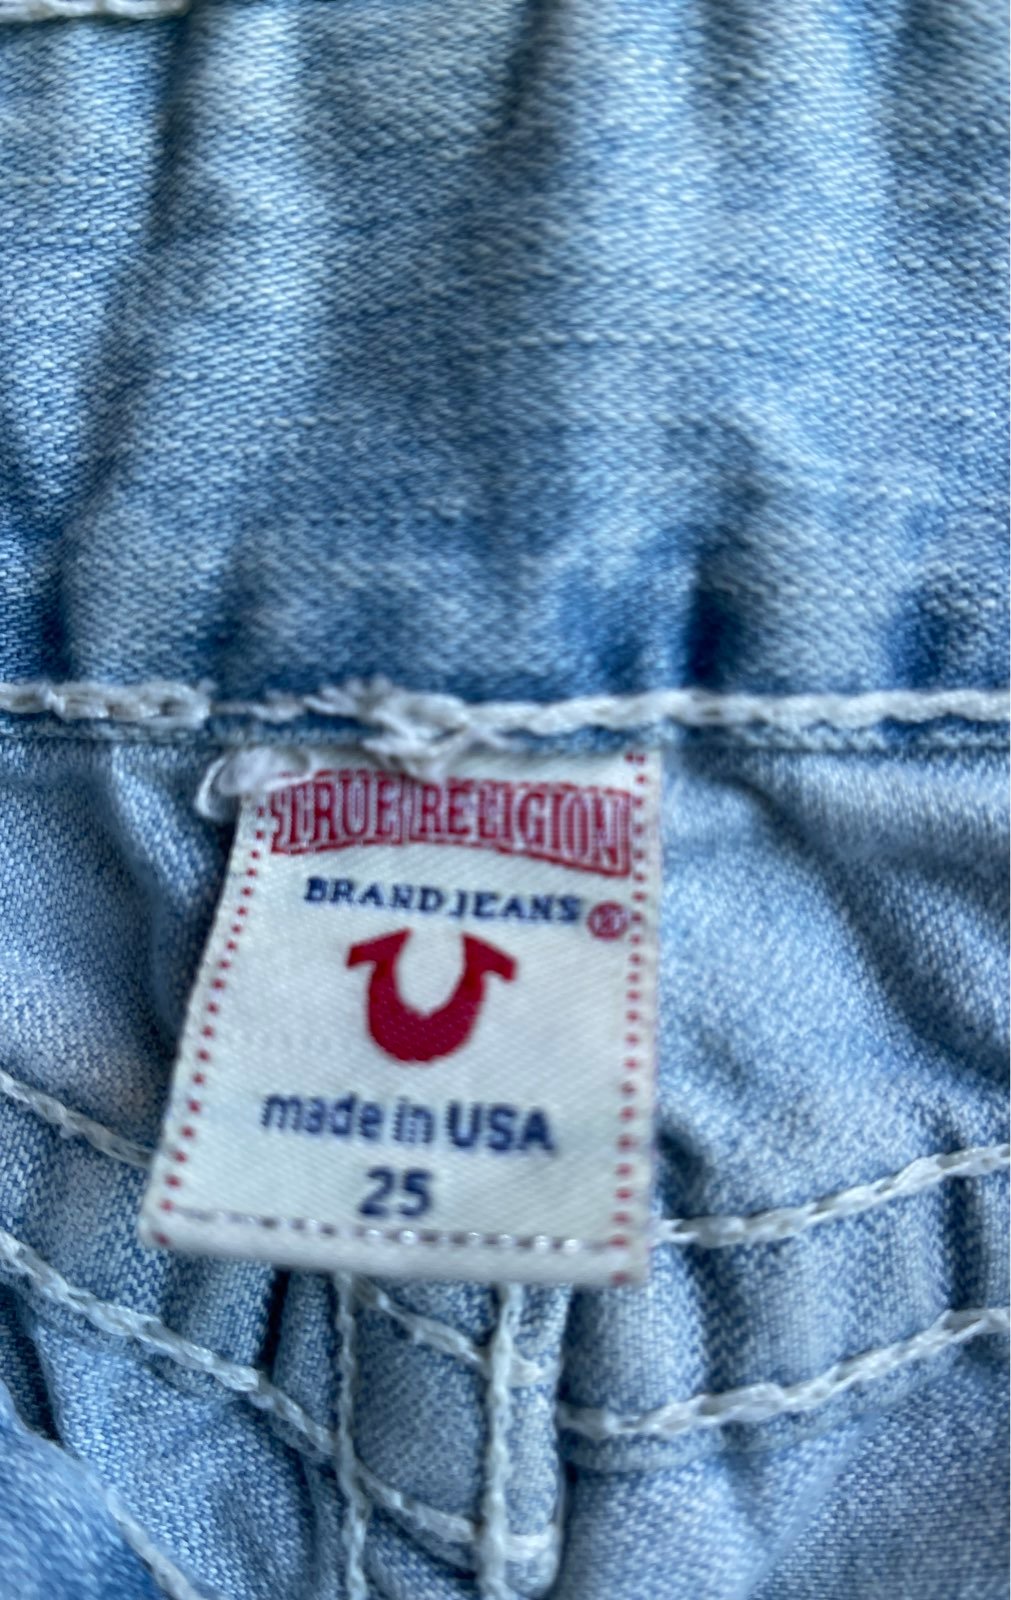 TRUE RELIGION
BRAND JEANS ®
made in USA
25